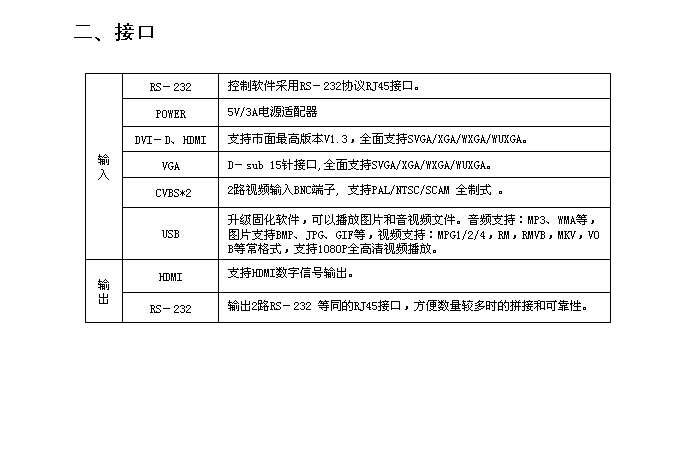 二、接口
输入
RS－232
控制软件采用RS－232协议RJ45接口。
POWER
5V/3A电源适配器
DVI－D、HDMI
支持市面最高版本V1.3，全面支持SVGA/XGA/WXGA/WUXGA。
VGA
D－sub 15针接口,全面支持SVGA/XGA/WXGA/WUXGA。
CVBS*2
2路视频输入BNC端子, 支持PAL/NTSC/SCAM 全制式 。
USB
升级固化软件，可以播放图片和音视频文件。音频支持：MP3、WMA等，
图片支持BMP、JPG、GIF等，视频支持：MPG1/2/4，RM，RMVB，MKV，VO
B等常格式，支持1080P全高清视频播放。
输出
HDMI
支持HDMI数字信号输出。
RS－232
输出2路RS－232 等同的RJ45接口，方便数量较多时的拼接和可靠性。